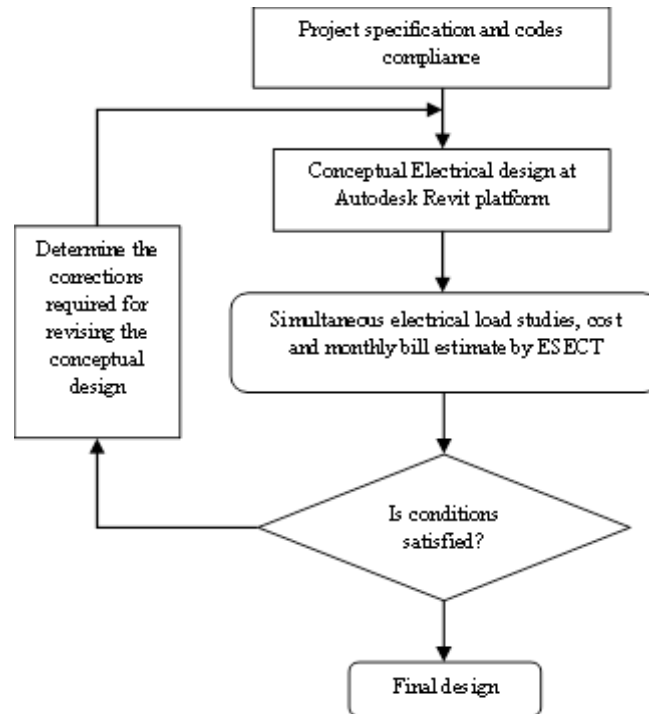 Project specification and codes
compliance
Conceptual Electrical design at
Autodesk Revit platform
Determine the
corrections
required for
revising the
conceptual
design
Simultaneous electrical load studies, cost
and monthly bill estimate by ESECT
Is conditions
satisfied?
Final design